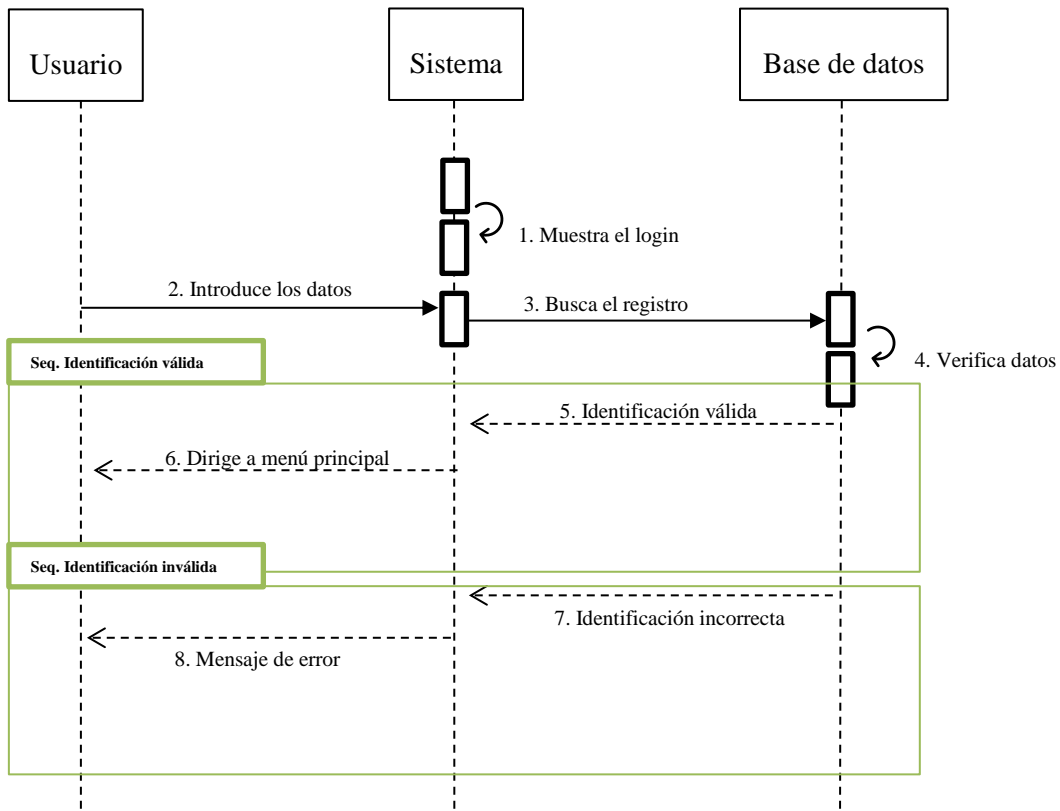 Usuario
Sistema
Base de datos
1. Muestra el login
2. Introduce los datos
3. Busca el registro
4. Verifica datos
Seq. Identificación válida
5. Identificación válida
6. Dirige a menú principal
Seq. Identificación inválida
7. Identificación incorrecta
8. Mensaje de error